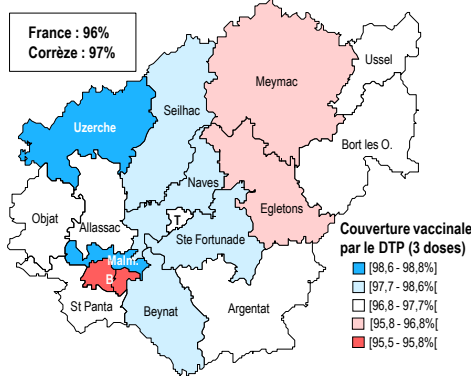 France : 96%
Corrèze : 97%
Ussel
Meymac
Seilhac
Uzerche
Bort les O.
Naves
Egletons
Objat
Allassac
T
Ste Fortunade
Malm.
B
St Panta
Beynat
Argentat
Couverture vaccinale
par le DTP (3 doses)
[98,6 - 98,8%[
[97,7 - 98,6%[
[96,8 - 97,7%[
[95,8 - 96,8%[
[95,5 - 95,8%[